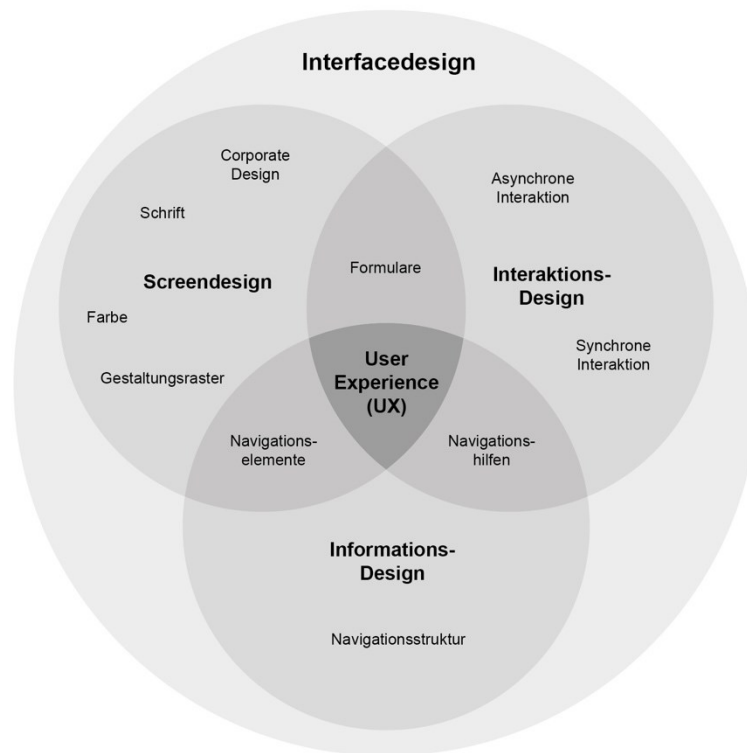 Interfacedesign
Corporate
Design
Asynchrone
Interaktion
Schrift
Formulare
Screendesign
Interaktions-
Design
Farbe
Synchrone
Interaktion
User
Experience
(UX)
Gestaltungsraster
Navigations-
elemente
Navigations-
hilfen
Informations-
Design
Navigationsstruktur